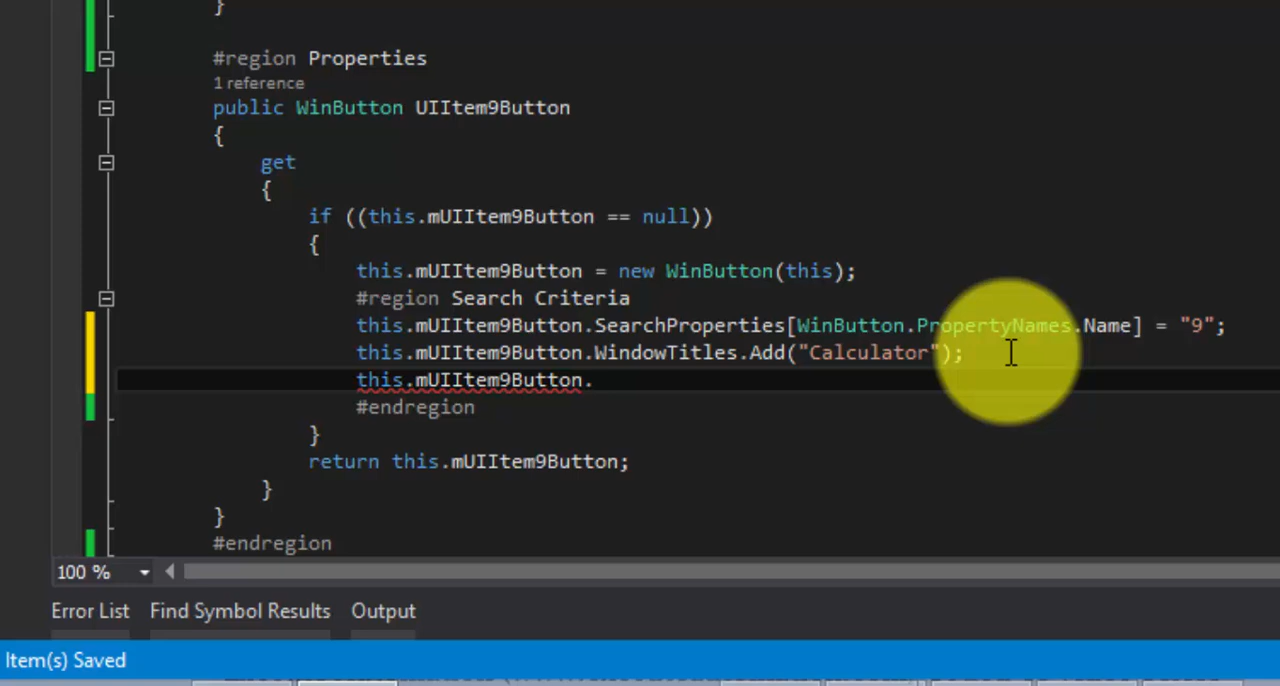 }
#region Properties
1 reference
public WinButton UIItem9Button
{
get
{
if ((this.mUIItem9Button == null))
{
this.mUIItem9Button = new WinButton(this);
#region Search Criteria
this.mUIItem9Button.SearchProperties[WinButton.PropertyNames.Name] = "9";
this.mUIItem9Button.WindowTitles.Add("Calculator");
this.mUIItem9Button.
#endregion
}
return this.mUIItem9Button;
}
}
#endregion
100 %
Error List Find Symbol Results Output
Item(s) Saved